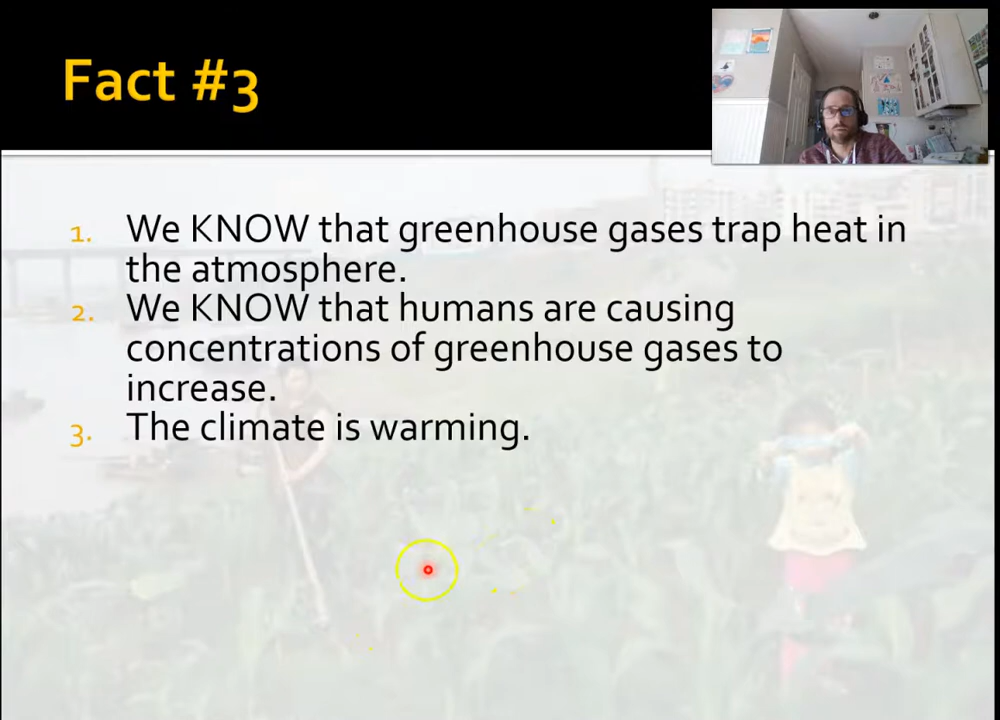 Fact #3
1. We KNOW that greenhouse gases trap heat in
the atmosphere.
2. We KNOW that humans are causing
concentrations of greenhouse gases to
increase.
3. The climate is warming.